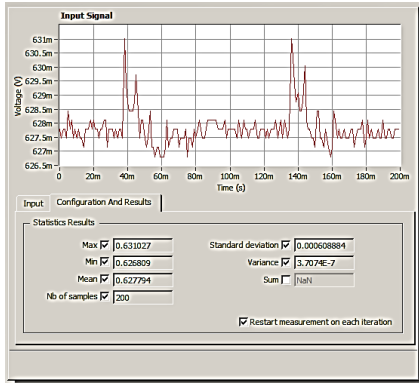 Input Signal
Voltage (V)
631m
630.5m
630m
629.5m
629m
628.5m
628m
627.5m
627m
626.5m
0 20m 40m 60m 80m 100m 120m 140m 160m 180m 200m
Time (s)
Input Configuration And Results
Statistics Results
Max 0.631027 Standard deviation 0.000608884
Min 0.626809 Variance 3.7074E-7
Mean 0.627794 Sum NaN
Nb of samples 200
Restart measurement on each iteration